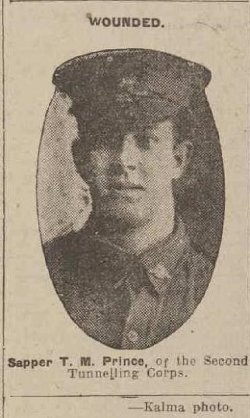 WOUNDED.
Sapper T. M. Prince, of the Second
Tunnelling Corps.
—Kalma photo.